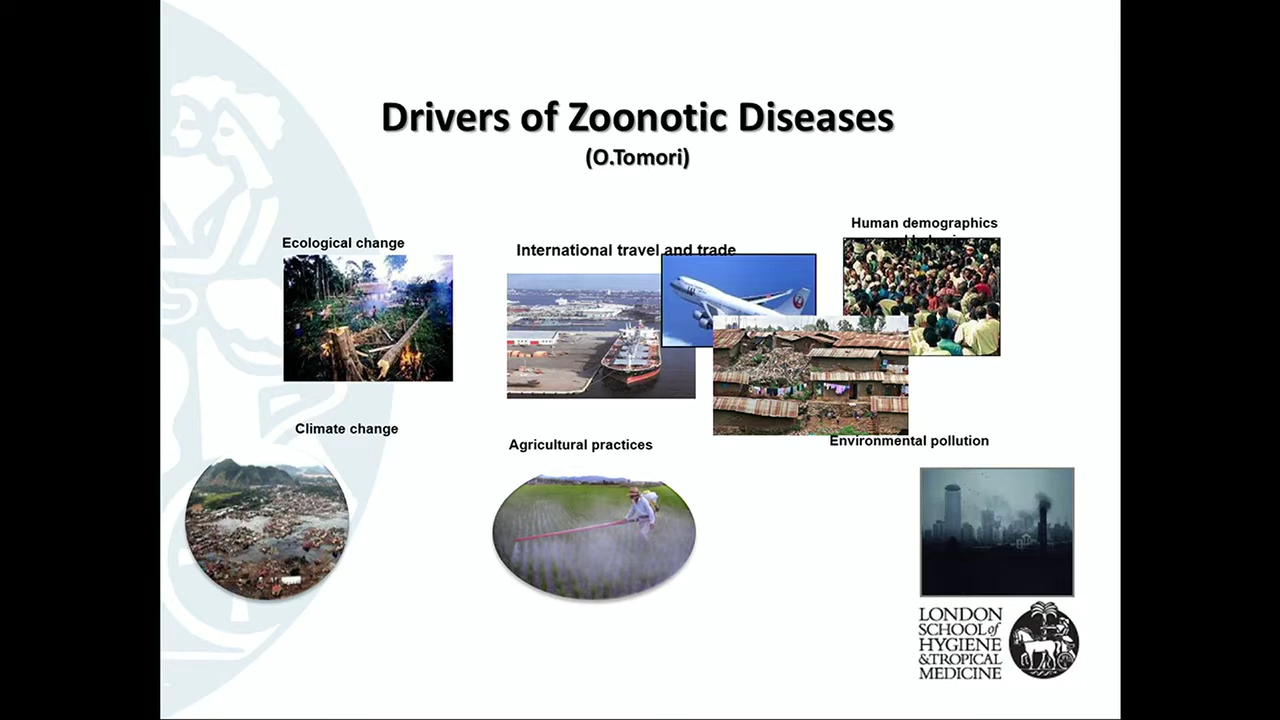 Drivers of Zoonotic Diseases
(O.Tomori)
Human demographics
Ecological change
International travel and trade
Climate change
Agricultural practices
Environmental pollution
LONDON
SCHOOL of
HYGIENE
& TROPICAL
MEDICINE